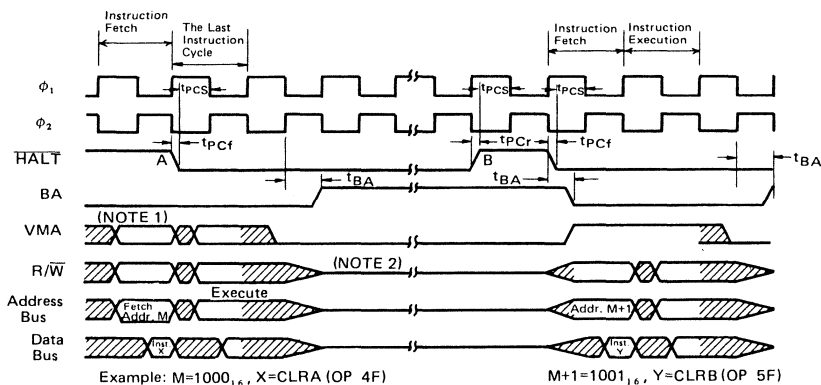 Instruction Fetch
The Last Instruction Cycle
Instruction Fetch
Instruction Execution
φ1
tPCS
tPCS
tPCS
φ2
tPCf
tPCr
tPCf
HALT
A
B
tBA
BA
tBA
tBA
(NOTE 1)
VMA
R/W
(NOTE 2)
Execute
Address Bus
Fetch Addr. M
Addr. M+1
Data Bus
Inst X
Inst Y
Example: M=1000₁₆, X=CLRA (OP 4F)
M+1=1001₁₆, Y=CLRB (OP 5F)